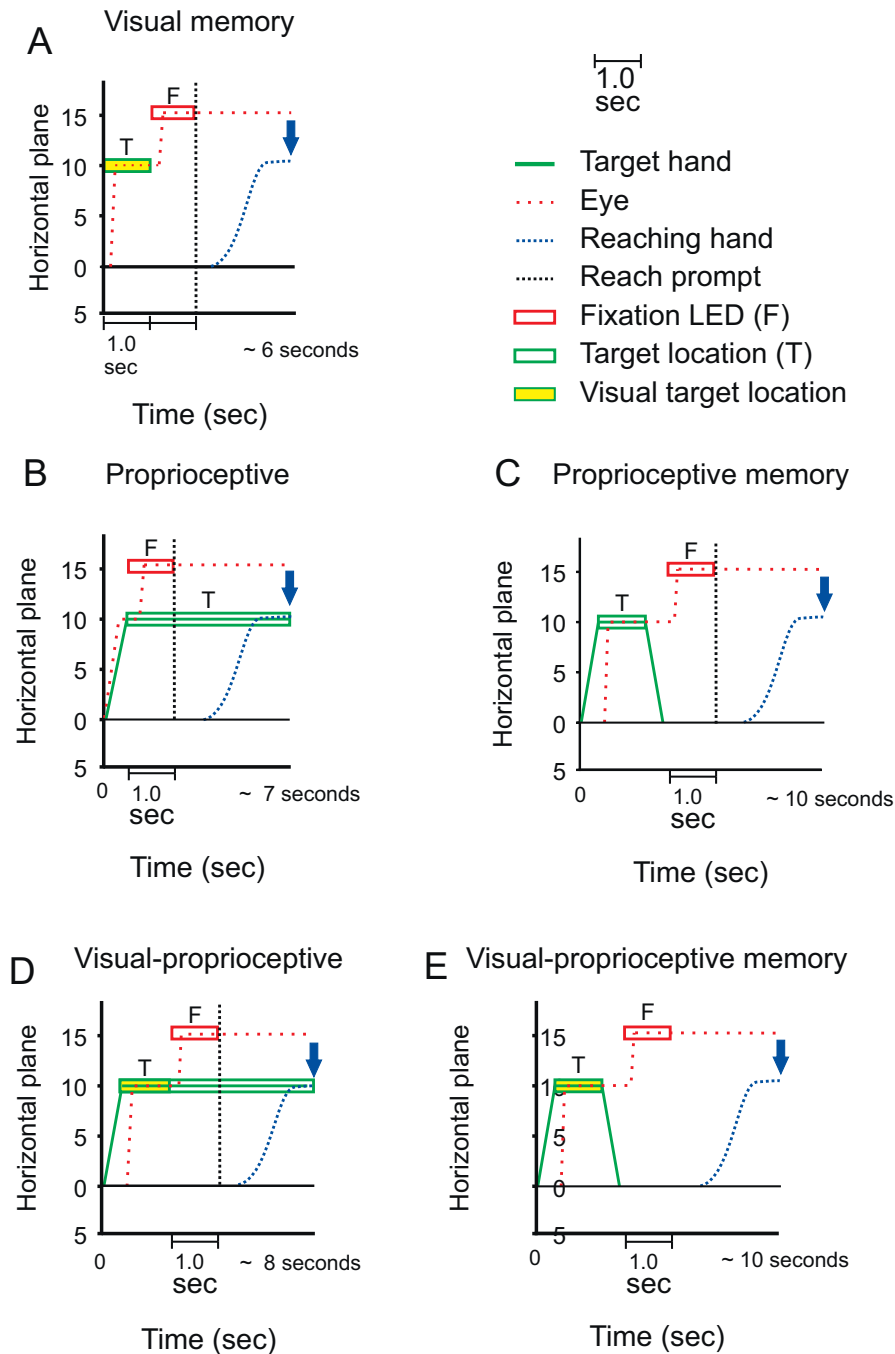 A
Visual memory
Horizontal plane
15
10
5
0
5
T
F
1.0
sec
~ 6 seconds
Time (sec)
1.0
sec
Target hand
Eye
Reaching hand
Reach prompt
Fixation LED (F)
Target location (T)
Visual target location
B
Proprioceptive
Horizontal plane
15
10
5
0
5
F
T
0
1.0
sec
~ 7 seconds
Time (sec)
C
Proprioceptive memory
Horizontal plane
15
10
5
0
5
F
T
0
1.0
sec
~ 10 seconds
Time (sec)
D
Visual-proprioceptive
Horizontal plane
15
10
5
0
5
F
T
0
1.0
sec
~ 8 seconds
Time (sec)
E
Visual-proprioceptive memory
Horizontal plane
15
10
5
0
5
F
T
0
1.0
sec
~ 10 seconds
Time (sec)